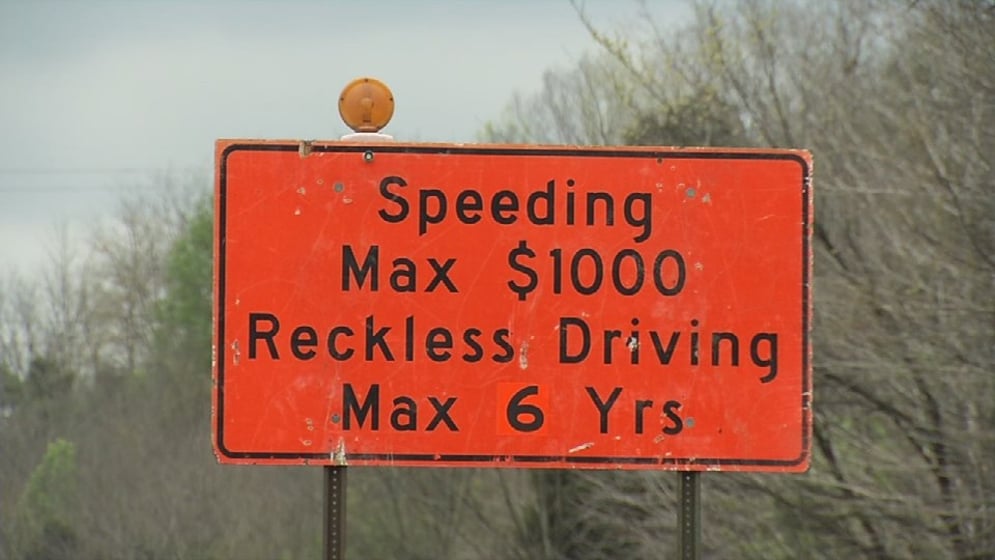 Speeding
Max $1000
Reckless Driving
Max 6 Yrs